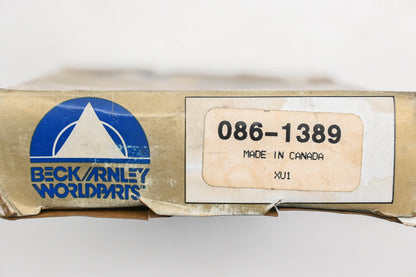 BECK/ARNLEY
WORLDPARTS
086-1389
MADE IN CANADA
XU1